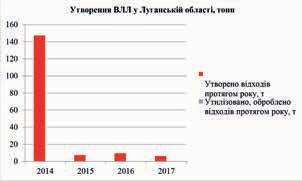 Утворення ВЛЛ у Луганській області, тонн
160
140
120
100
80
60
40
20
0
2014 2015 2016 2017
Утворено відходів
протягом року, т
Утилізовано, оброблено
відходів протягом року, т